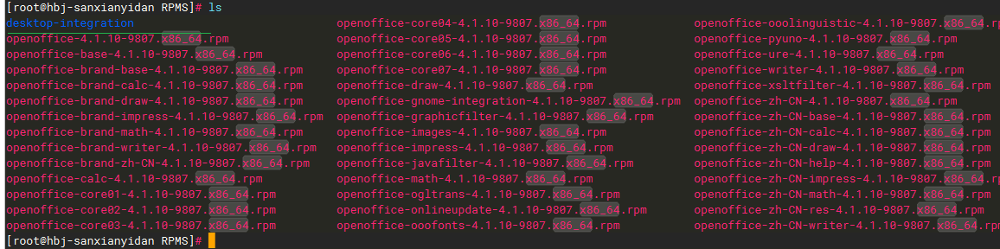 [root@hbj-sanxianyidan RPMS]# ls
desktop-integration openoffice-core04-4.1.10-9807.x86_64.rpm openoffice-ooolinguistic-4.1.10-9807.x86_64.rpm
openoffice-4.1.10-9807.x86_64.rpm openoffice-core05-4.1.10-9807.x86_64.rpm openoffice-pyuno-4.1.10-9807.x86_64.rpm
openoffice-base-4.1.10-9807.x86_64.rpm openoffice-core06-4.1.10-9807.x86_64.rpm openoffice-ure-4.1.10-9807.x86_64.rpm
openoffice-brand-base-4.1.10-9807.x86_64.rpm openoffice-core07-4.1.10-9807.x86_64.rpm openoffice-writer-4.1.10-9807.x86_64.rpm
openoffice-brand-calc-4.1.10-9807.x86_64.rpm openoffice-draw-4.1.10-9807.x86_64.rpm openoffice-xsltfilter-4.1.10-9807.x86_64.rpm
openoffice-brand-draw-4.1.10-9807.x86_64.rpm openoffice-gnome-integration-4.1.10-9807.x86_64.rpm openoffice-zh-CN-4.1.10-9807.x86_64.rpm
openoffice-brand-impress-4.1.10-9807.x86_64.rpm openoffice-graphicfilter-4.1.10-9807.x86_64.rpm openoffice-zh-CN-base-4.1.10-9807.x86_64.rpm
openoffice-brand-math-4.1.10-9807.x86_64.rpm openoffice-images-4.1.10-9807.x86_64.rpm openoffice-zh-CN-calc-4.1.10-9807.x86_64.rpm
openoffice-brand-writer-4.1.10-9807.x86_64.rpm openoffice-impress-4.1.10-9807.x86_64.rpm openoffice-zh-CN-draw-4.1.10-9807.x86_64.rpm
openoffice-brand-zh-CN-4.1.10-9807.x86_64.rpm openoffice-javafilter-4.1.10-9807.x86_64.rpm openoffice-zh-CN-help-4.1.10-9807.x86_64.rpm
openoffice-calc-4.1.10-9807.x86_64.rpm openoffice-math-4.1.10-9807.x86_64.rpm openoffice-zh-CN-impress-4.1.10-9807.x86_64.rpm
openoffice-core01-4.1.10-9807.x86_64.rpm openoffice-ogltrans-4.1.10-9807.x86_64.rpm openoffice-zh-CN-math-4.1.10-9807.x86_64.rpm
openoffice-core02-4.1.10-9807.x86_64.rpm openoffice-onlineupdate-4.1.10-9807.x86_64.rpm openoffice-zh-CN-res-4.1.10-9807.x86_64.rpm
openoffice-core03-4.1.10-9807.x86_64.rpm openoffice-ooofonts-4.1.10-9807.x86_64.rpm openoffice-zh-CN-writer-4.1.10-9807.x86_64.rpm
[root@hbj-sanxianyidan RPMS]#